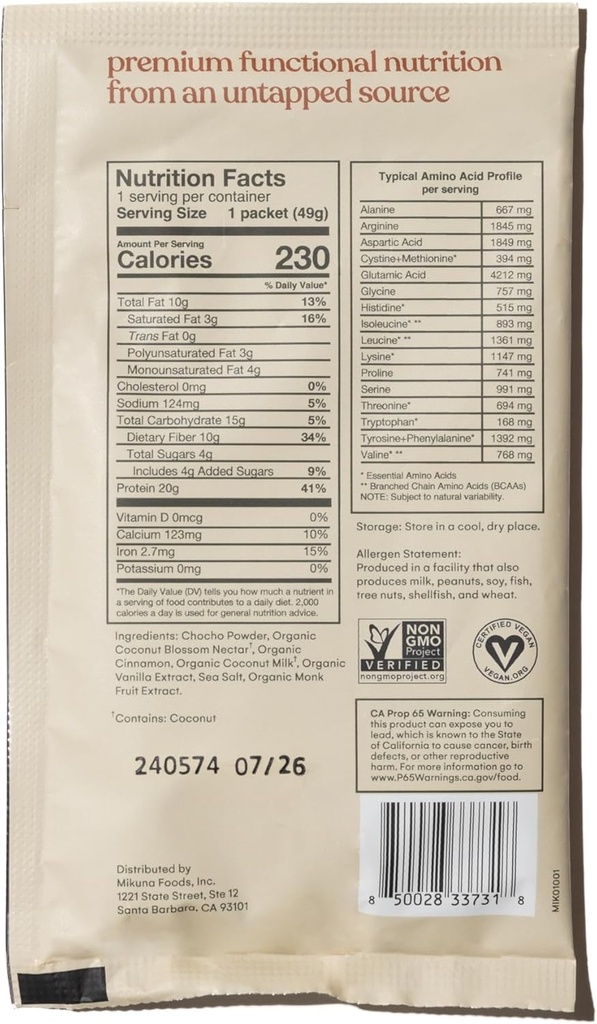 premium functional nutrition
from an untapped source
Nutrition Facts
1 serving per container
Serving Size 1 packet (49g)
Amount Per Serving
Calories 230
% Daily Value*
Total Fat 10g 13%
Saturated Fat 3g 16%
Trans Fat 0g
Polyunsaturated Fat 3g
Monounsaturated Fat 4g
Cholesterol 0mg 0%
Sodium 124mg 5%
Total Carbohydrate 15g 5%
Dietary Fiber 10g 34%
Total Sugars 4g
Includes 4g Added Sugars 9%
Protein 20g 41%
Vitamin D 0mcg 0%
Calcium 123mg 10%
Iron 2.7mg 15%
Potassium 0mg 0%
*The Daily Value (DV) tells you how much a nutrient in
a serving of food contributes to a daily diet. 2,000
calories a day is used for general nutrition advice.
Ingredients: Chocho Powder, Organic
Coconut Blossom Nectar†, Organic
Cinnamon, Organic Coconut Milk†, Organic
Vanilla Extract, Sea Salt, Organic Monk
Fruit Extract.
†Contains: Coconut
240574 07/26
Distributed by
Mikuna Foods, Inc.
1221 State Street, Ste 12
Santa Barbara, CA 93101
Typical Amino Acid Profile
per serving
Alanine 667 mg
Arginine 1845 mg
Aspartic Acid 1849 mg
Cystine+Methionine* 394 mg
Glutamic Acid 4212 mg
Glycine 757 mg
Histidine* 515 mg
Isoleucine* ** 893 mg
Leucine* ** 1361 mg
Lysine* 1147 mg
Proline 741 mg
Serine 991 mg
Threonine* 694 mg
Tryptophan* 168 mg
Tyrosine+Phenylalanine* 1392 mg
Valine* ** 768 mg
* Essential Amino Acids
** Branched Chain Amino Acids (BCAAs)
NOTE: Subject to natural variability.
Storage: Store in a cool, dry place.
Allergen Statement:
Produced in a facility that also
produces milk, peanuts, soy, fish,
tree nuts, shellfish, and wheat.
NON
GMO
Project
VERIFIED
nongmoproject.org
CERTIFIED VEGAN
VEGAN.ORG
CA Prop 65 Warning: Consuming
this product can expose you to
lead, which is known to the State
of California to cause cancer, birth
defects, or other reproductive
harm. For more information go to
www.P65Warnings.ca.gov/food.
8 50028 33731 8
MIK01001